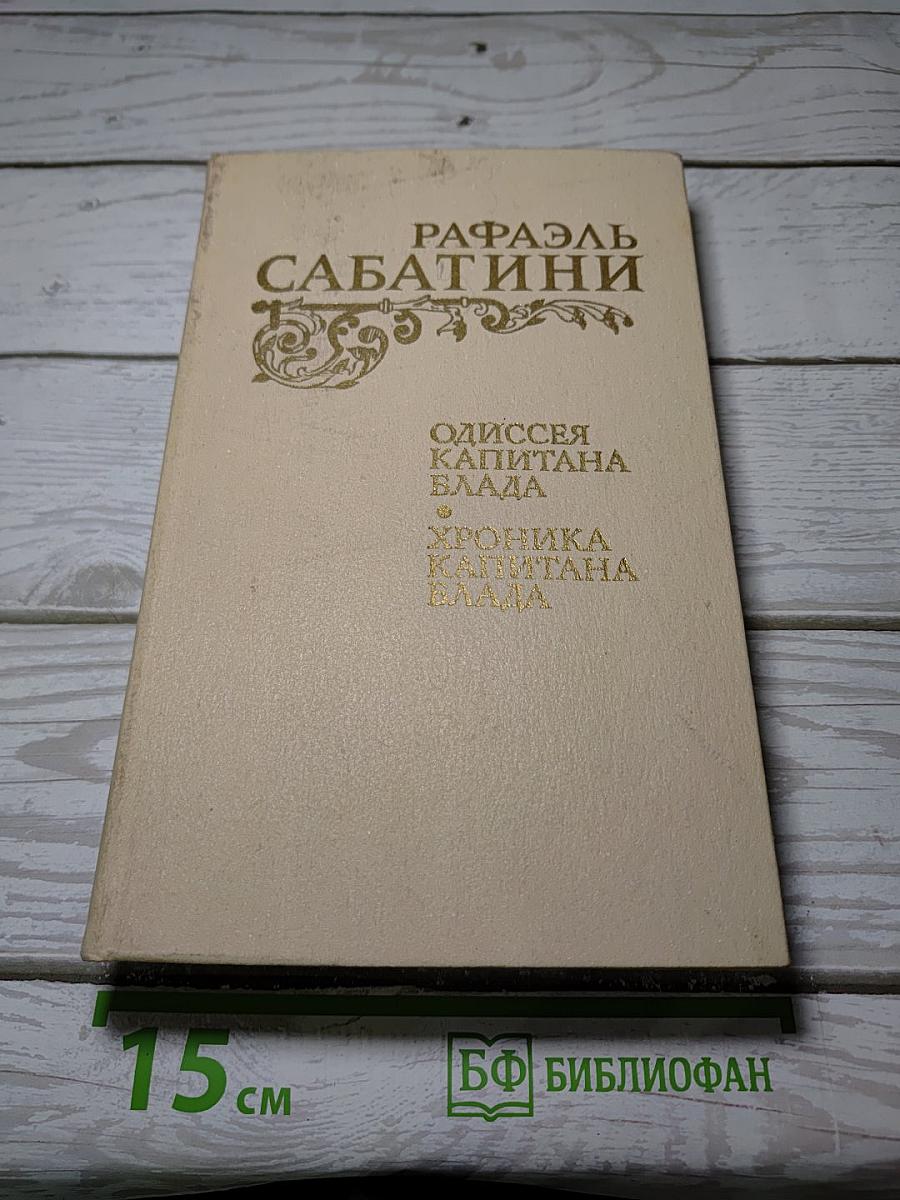 РАФАЭЛЬ
САБАТИНИ
ОДИССЕЯ
КАПИТАНА
БЛАДА
ХРОНИКА
КАПИТАНА
БЛАДА
15 см
БФ БИБЛИОФАН